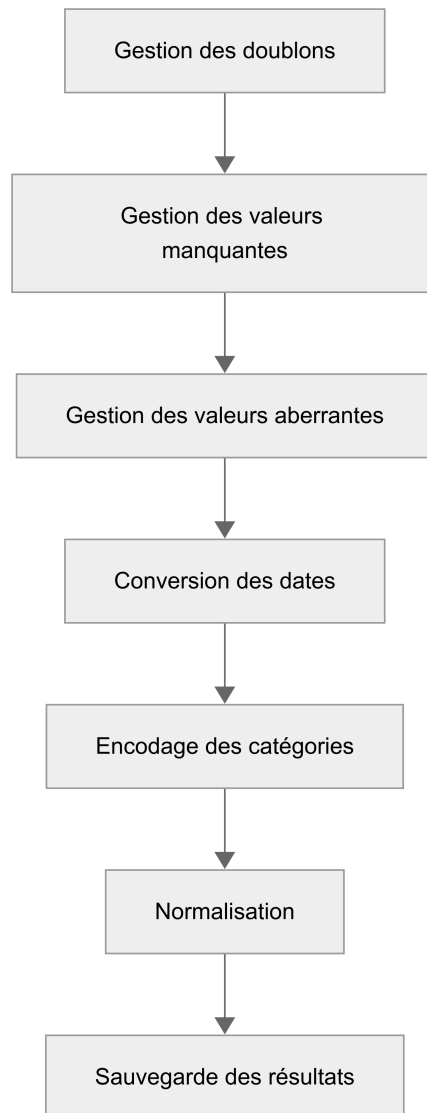 Gestion des doublons
Gestion des valeurs
manquantes
Gestion des valeurs aberrantes
Conversion des dates
Encodage des catégories
Normalisation
Sauvegarde des résultats